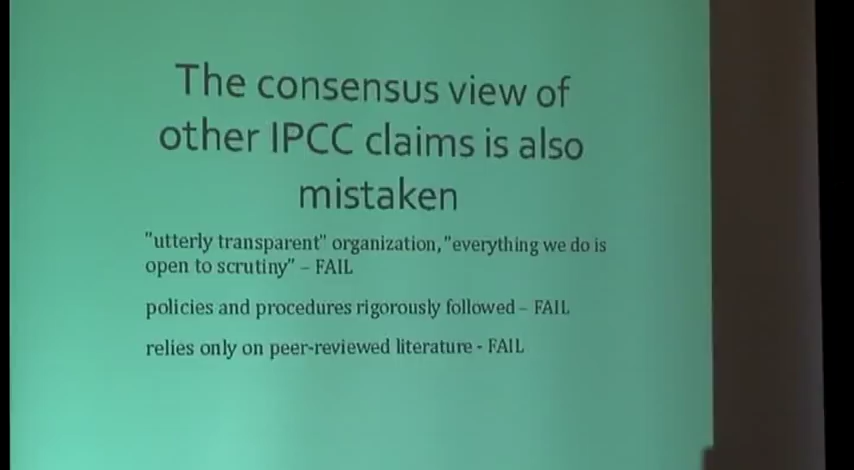 The consensus view of
other IPCC claims is also
mistaken
"utterly transparent" organization, "everything we do is
open to scrutiny" – FAIL
policies and procedures rigorously followed – FAIL
relies only on peer-reviewed literature - FAIL